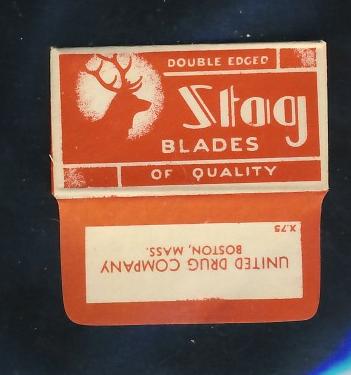 DOUBLE EDGED
Stag
BLADES
OF QUALITY
X.75
UNITED DRUG COMPANY
BOSTON, MASS.